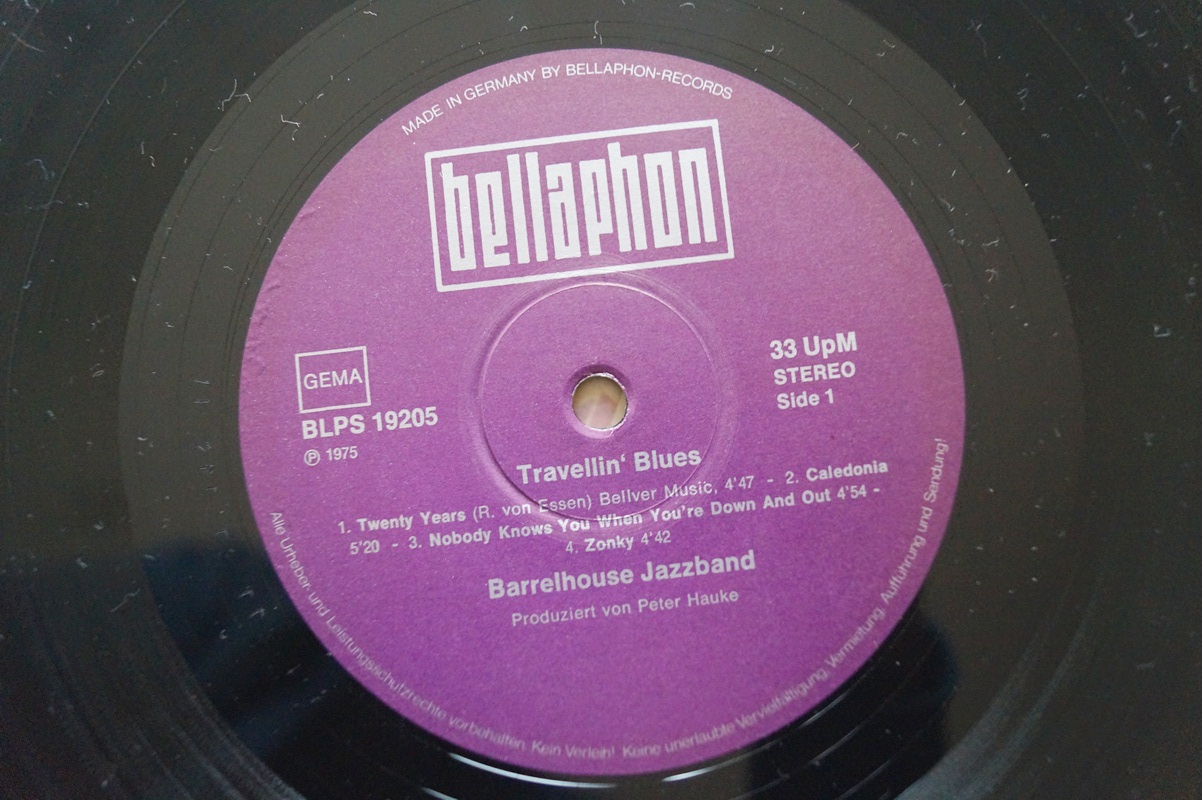 MADE IN GERMANY BY BELLAPHON-RECORDS
bellaphon
GEMA
BLPS 19205
℗ 1975
33 UpM
STEREO
Side 1
Travellin‘ Blues
1. Twenty Years (R. von Essen) Bellver Music, 4'47 - 2. Caledonia
5'20 - 3. Nobody Knows You When You're Down And Out 4'54 -
4. Zonky 4'42
Barrelhouse Jazzband
Produziert von Peter Hauke
Alle Urheber- und Leistungsschutzrechte vorbehalten. Kein Verleih! Keine unerlaubte Vervielfältigung, Vermietung, Aufführung und Sendung!